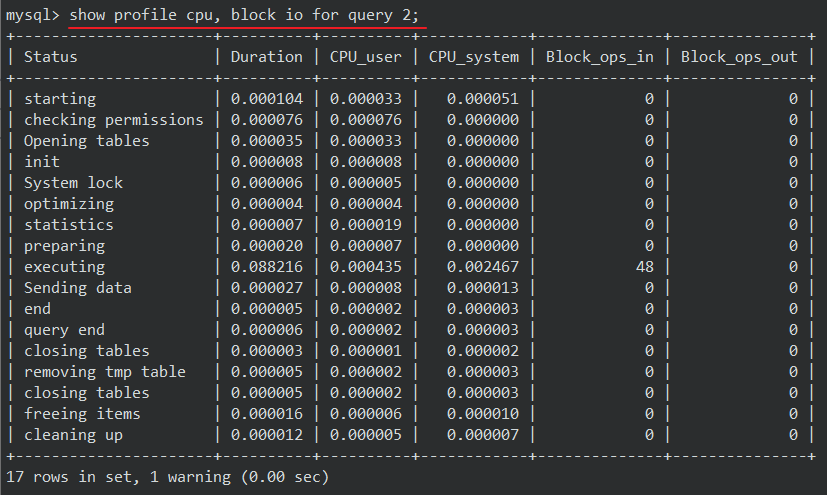 mysql> show profile cpu, block io for query 2;
+----------------------+----------+----------+------------+--------------+---------------+
| Status               | Duration | CPU_user | CPU_system | Block_ops_in | Block_ops_out |
+----------------------+----------+----------+------------+--------------+---------------+
| starting             | 0.000104 | 0.000033 |   0.000051 |            0 |             0 |
| checking permissions | 0.000076 | 0.000076 |   0.000000 |            0 |             0 |
| Opening tables       | 0.000035 | 0.000033 |   0.000000 |            0 |             0 |
| init                 | 0.000008 | 0.000008 |   0.000000 |            0 |             0 |
| System lock          | 0.000006 | 0.000005 |   0.000000 |            0 |             0 |
| optimizing           | 0.000004 | 0.000004 |   0.000000 |            0 |             0 |
| statistics           | 0.000007 | 0.000019 |   0.000000 |            0 |             0 |
| preparing            | 0.000020 | 0.000007 |   0.000000 |            0 |             0 |
| executing            | 0.088216 | 0.000435 |   0.002467 |           48 |             0 |
| Sending data         | 0.000027 | 0.000008 |   0.000013 |            0 |             0 |
| end                  | 0.000005 | 0.000002 |   0.000003 |            0 |             0 |
| query end            | 0.000006 | 0.000002 |   0.000003 |            0 |             0 |
| closing tables       | 0.000003 | 0.000001 |   0.000002 |            0 |             0 |
| removing tmp table   | 0.000005 | 0.000002 |   0.000003 |            0 |             0 |
| closing tables       | 0.000005 | 0.000002 |   0.000003 |            0 |             0 |
| freeing items        | 0.000016 | 0.000006 |   0.000010 |            0 |             0 |
| cleaning up          | 0.000012 | 0.000005 |   0.000007 |            0 |             0 |
+----------------------+----------+----------+------------+--------------+---------------+
17 rows in set, 1 warning (0.00 sec)